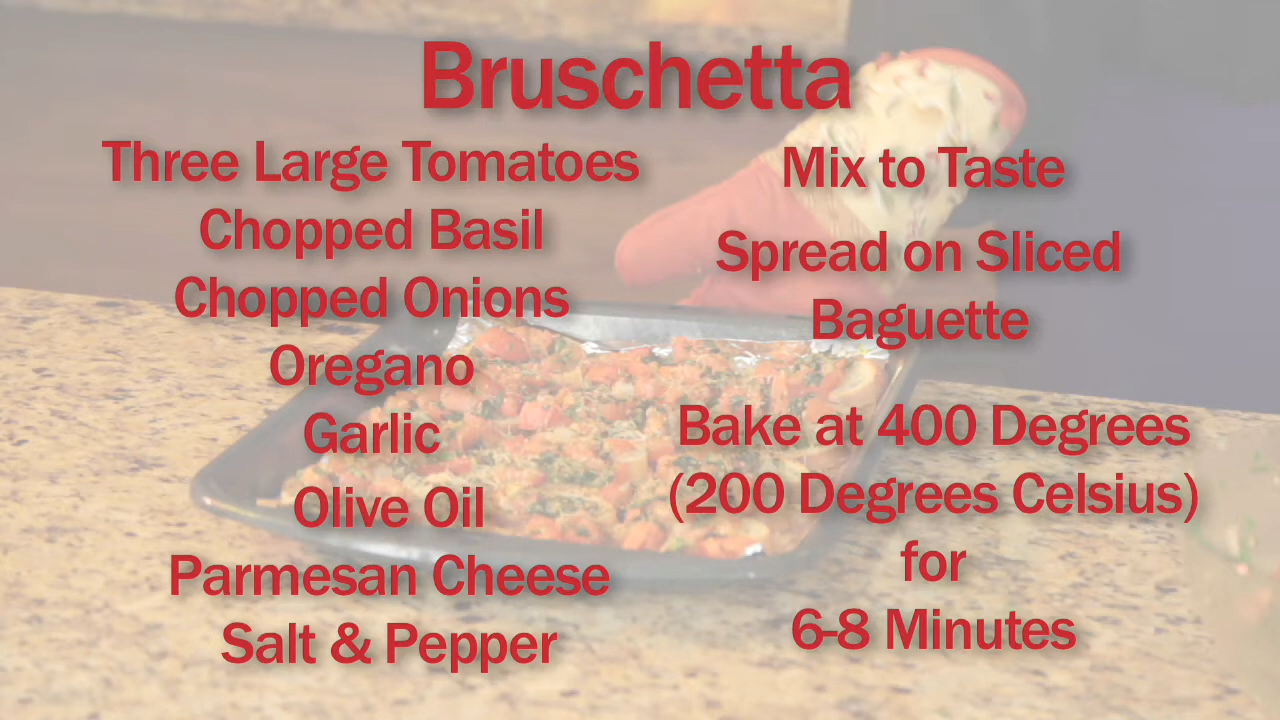 Bruschetta
Three Large Tomatoes
Chopped Basil
Chopped Onions
Oregano
Garlic
Olive Oil
Parmesan Cheese
Salt & Pepper
Mix to Taste
Spread on Sliced
Baguette
Bake at 400 Degrees
(200 Degrees Celsius)
for
6-8 Minutes